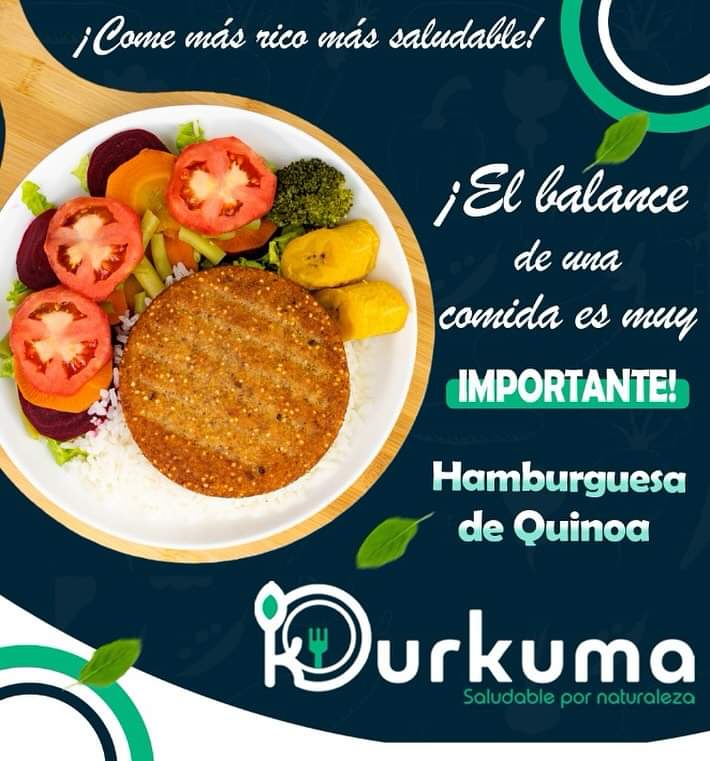 ¡Come más rico más saludable!
¡El balance
de una
comida es muy
IMPORTANTE!
Hamburguesa
de Quinoa
Kurkuma
Saludable por naturaleza